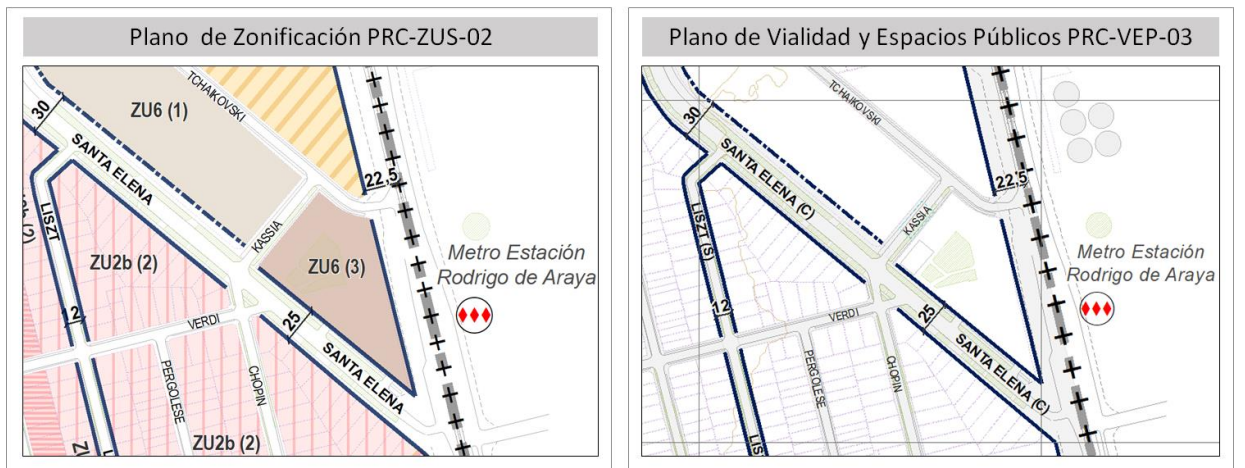 Plano de Zonificación PRC-ZUS-02
TCHAIKOVSKI
ZU6 (1)
30
SANTA ELENA
22,5
KASSIA
LISZT
ZU2b (2)
ZU6 (3)
Metro Estación
Rodrigo de Araya
12
25
VERDI
SANTA ELENA
PERGOLESE
CHOPIN
ZU2b (2)
Plano de Vialidad y Espacios Públicos PRC-VEP-03
TCHAIKOVSKI
30
SANTA ELENA (C)
22,5
KASSIA
LISZT (S)
Metro Estación
Rodrigo de Araya
12
25
VERDI
SANTA ELENA (C)
PERGOLESE
CHOPIN
LIS